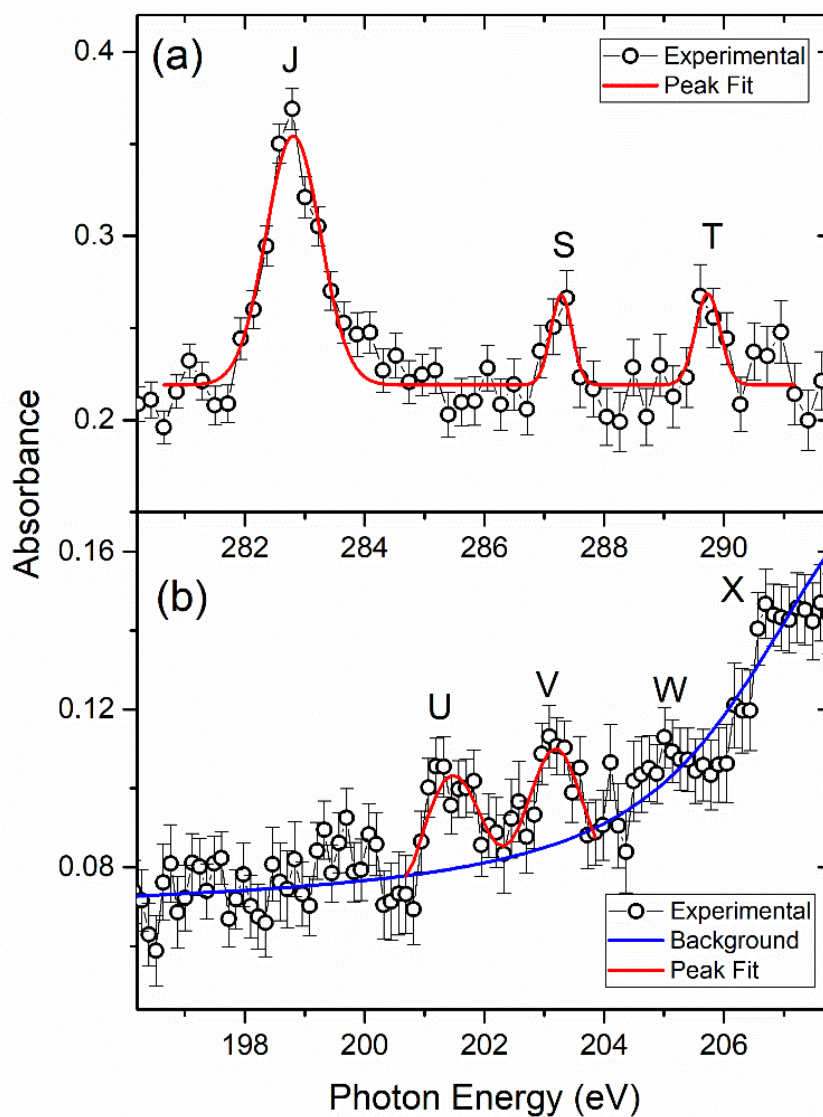 (a)
J
S
T
Experimental
Peak Fit
0.4
0.3
0.2
282 284 286 288 290
Absorbance
(b)
U
V
W
X
0.16
0.12
0.08
Experimental
Background
Peak Fit
198 200 202 204 206
Photon Energy (eV)